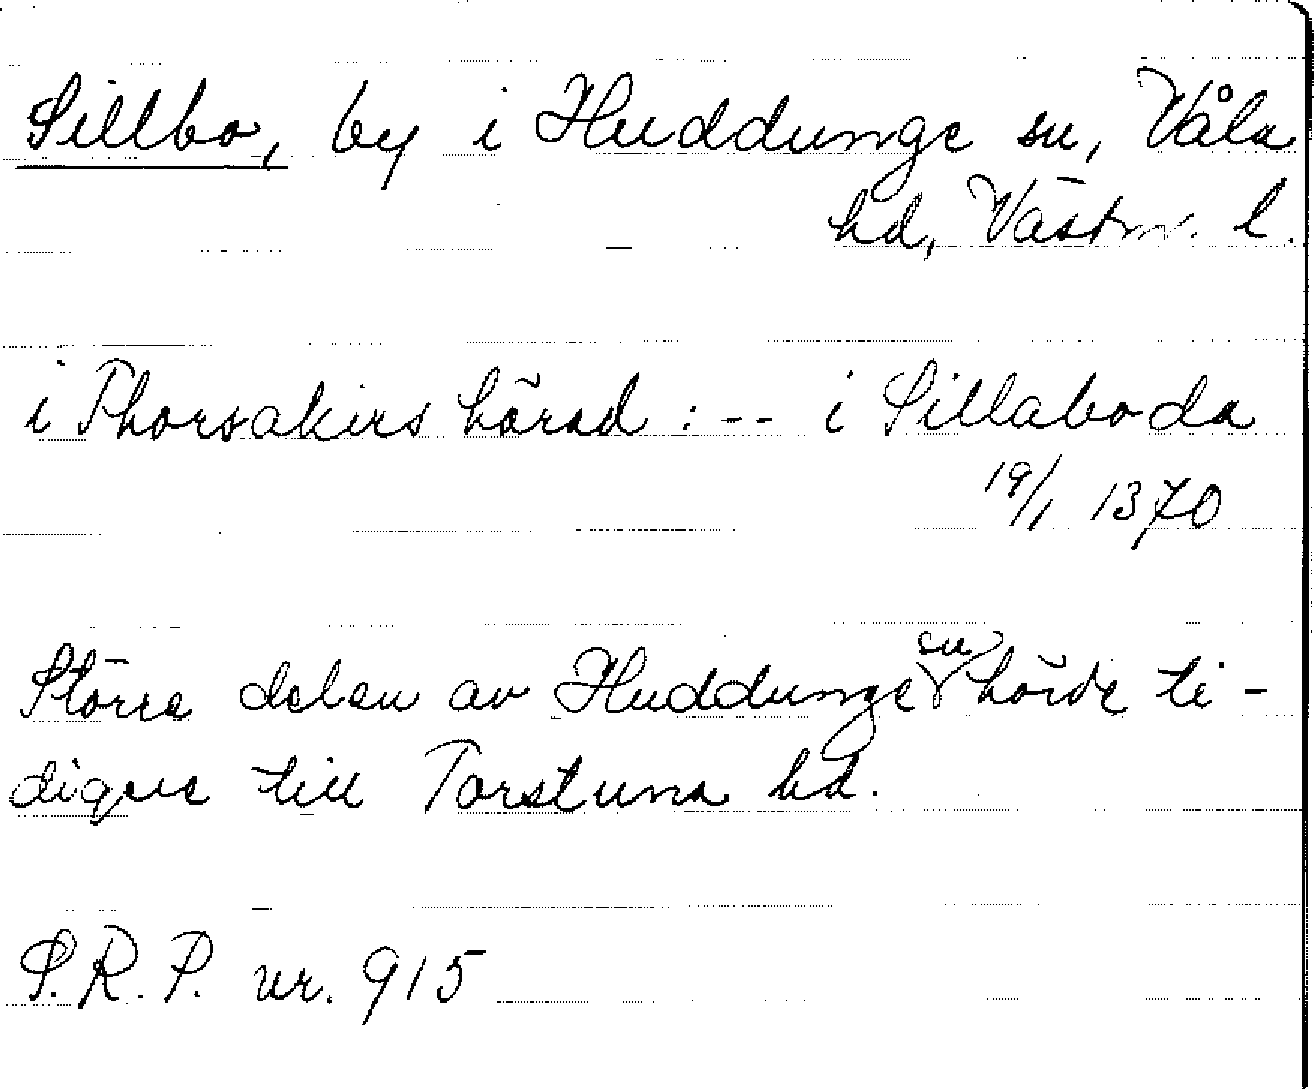 Sillbo, by i Huddunge sn, Våla
hd, Västm. l.
i Thorsakirs hӧrad : -- i Sillaboda
19/1 1370
Större delen av Huddunge sn hörde ti-
digare till Torstuna hd.
S.R.P. nr. 915